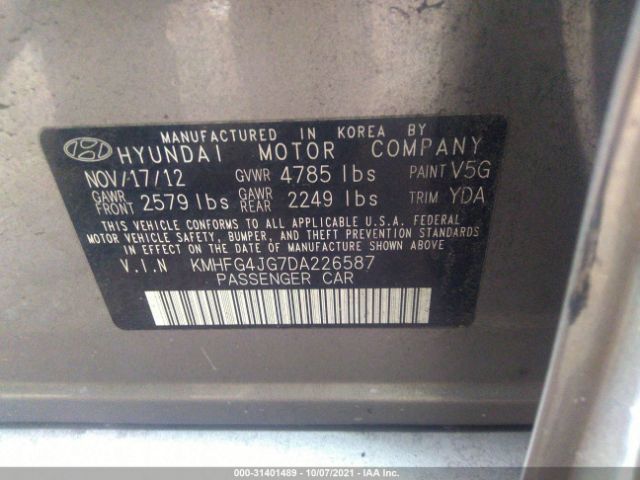 MANUFACTURED IN KOREA BY
HYUNDAI MOTOR COMPANY
NOV/17/12 GVWR 4785 lbs PAINT V5G
GAWR FRONT 2579 lbs GAWR REAR 2249 lbs TRIM YDA
THIS VEHICLE CONFORMS TO ALL APPLICABLE U.S.A. FEDERAL
MOTOR VEHICLE SAFETY, BUMPER, AND THEFT PREVENTION STANDARDS
IN EFFECT ON THE DATE OF MANUFACTURE SHOWN ABOVE.
V.I.N KMHFG4JG7DA226587
PASSENGER CAR
000-31401489 - 10/07/2021 - IAA Inc.